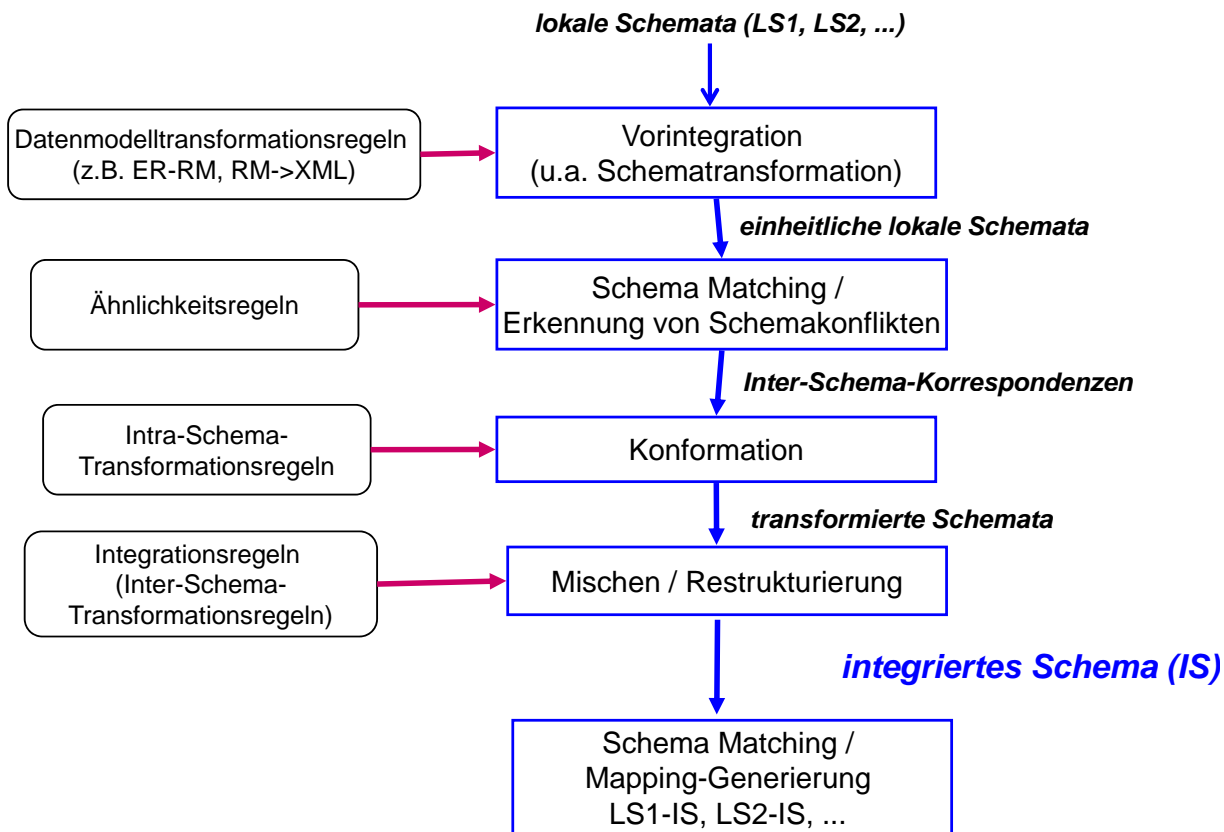 lokale Schemata (LS1, LS2, ...)
Datenmodelltransformationsregeln
(z.B. ER-RM, RM->XML)
Vorintegration
(u.a. Schematransformation)
einheitliche lokale Schemata
Ähnlichkeitsregeln
Schema Matching /
Erkennung von Schemakonflikten
Inter-Schema-Korrespondenzen
Intra-Schema-
Transformationsregeln
Konformation
transformierte Schemata
Integrationsregeln
(Inter-Schema-
Transformationsregeln)
Mischen / Restrukturierung
integriertes Schema (IS)
Schema Matching /
Mapping-Generierung
LS1-IS, LS2-IS, ...